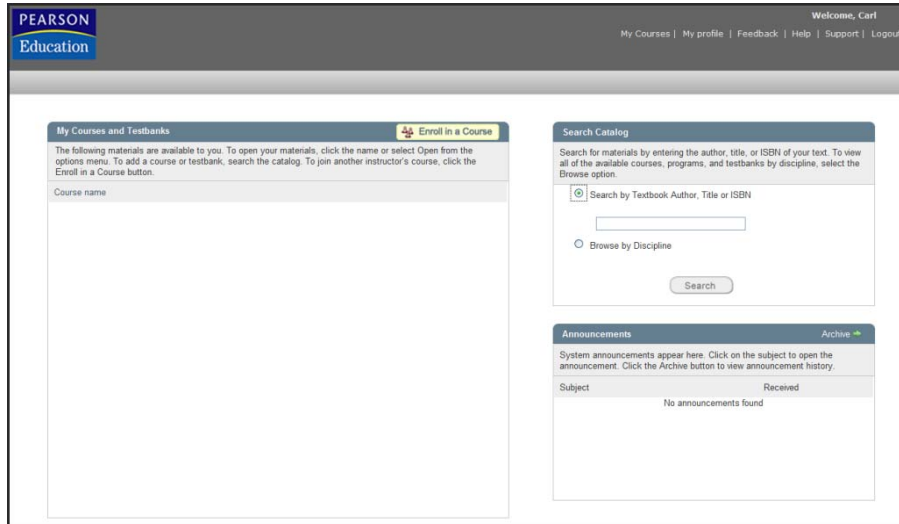 PEARSON
Education
Welcome, Carl
My Courses | My profile | Feedback | Help | Support | Logout
My Courses and Testbanks
Enroll in a Course
The following materials are available to you. To open your materials, click the name or select Open from the
options menu. To add a course or testbank, search the catalog. To join another instructor's course, click the
Enroll in a Course button.
Course name
Search Catalog
Search for materials by entering the author, title, or ISBN of your text. To view
all of the available courses, programs, and testbanks by discipline, select the
Browse option.
Search by Textbook Author, Title or ISBN
Browse by Discipline
Search
Announcements
Archive
System announcements appear here. Click on the subject to open the
announcement. Click the Archive button to view announcement history.
Subject Received
No announcements found